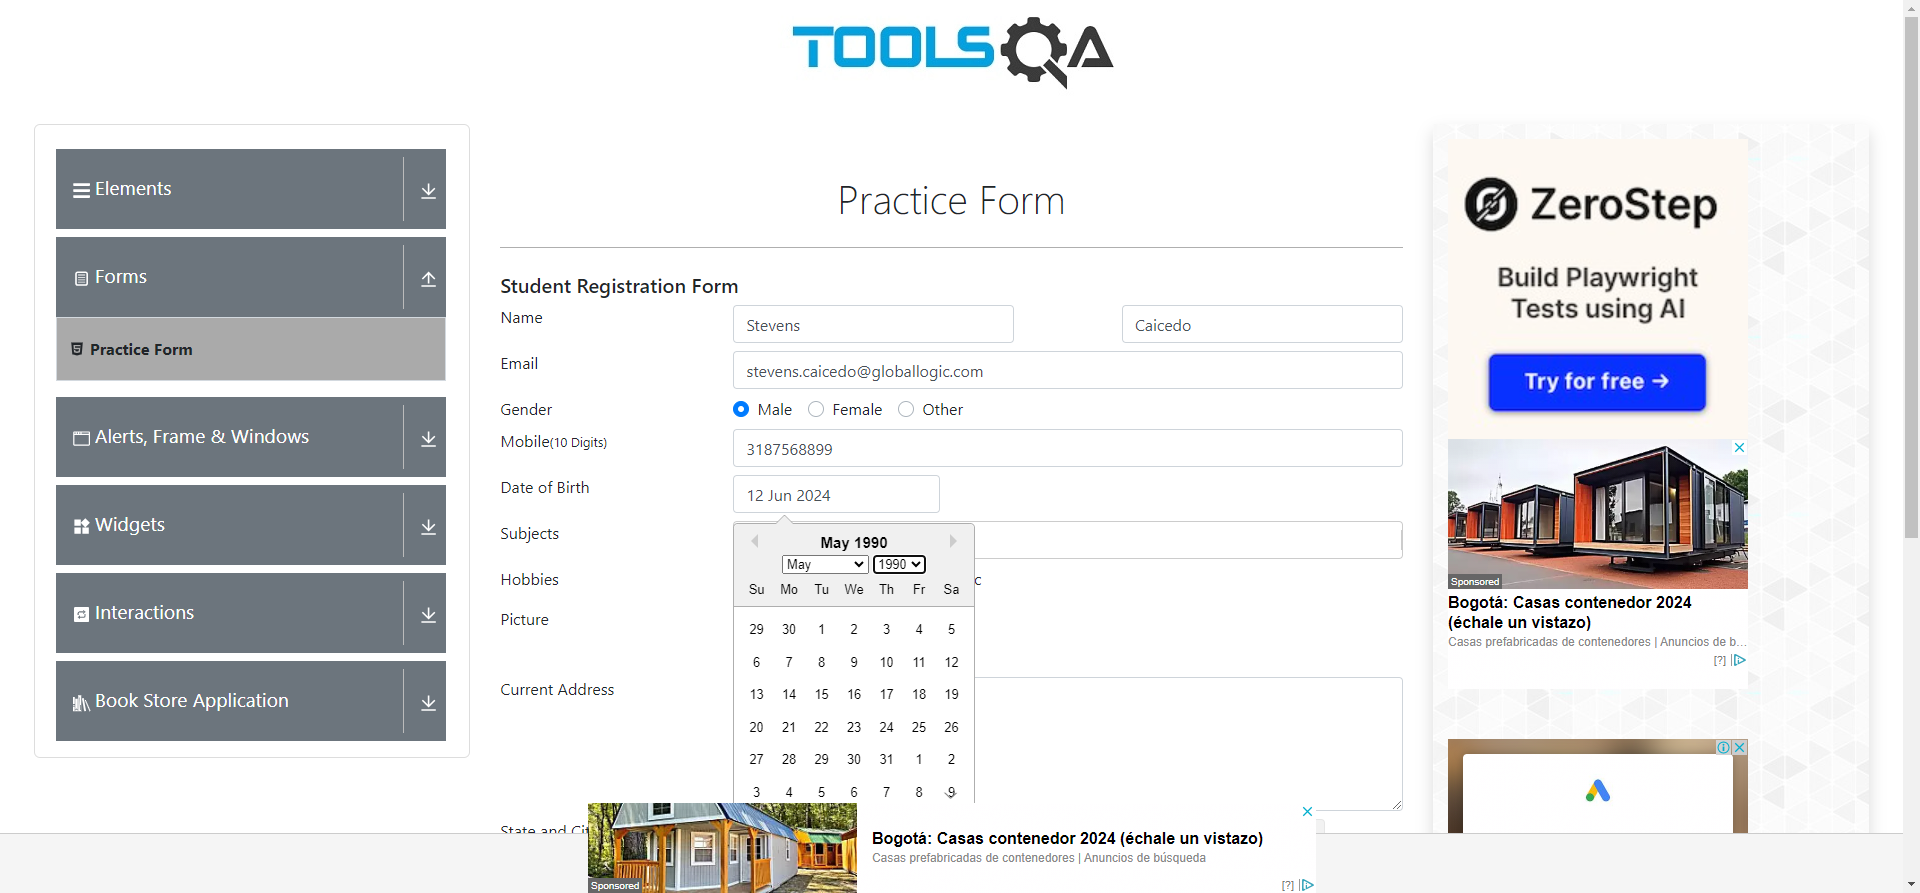 TOOLSQA
Elements
Forms
Practice Form
Alerts, Frame & Windows
Widgets
Interactions
Book Store Application
Practice Form
Student Registration Form
Name
Stevens
Caicedo
Email
stevens.caicedo@globallogic.com
Gender
Male
Female
Other
Mobile(10 Digits)
3187568899
Date of Birth
12 Jun 2024
Subjects
Hobbies
c
Picture
Current Address
May 1990
May
1990
Su Mo Tu We Th Fr Sa
29 30 1 2 3 4 5
6 7 8 9 10 11 12
13 14 15 16 17 18 19
20 21 22 23 24 25 26
27 28 29 30 31 1 2
3 4 5 6 7 8 9
State and Cit
ZeroStep
Build Playwright
Tests using AI
Try for free →
Sponsored
Bogotá: Casas contenedor 2024
(échale un vistazo)
Casas prefabricadas de contenedores | Anuncios de b...
[?]
Sponsored
Bogotá: Casas contenedor 2024 (échale un vistazo)
Casas prefabricadas de contenedores | Anuncios de búsqueda
[?]